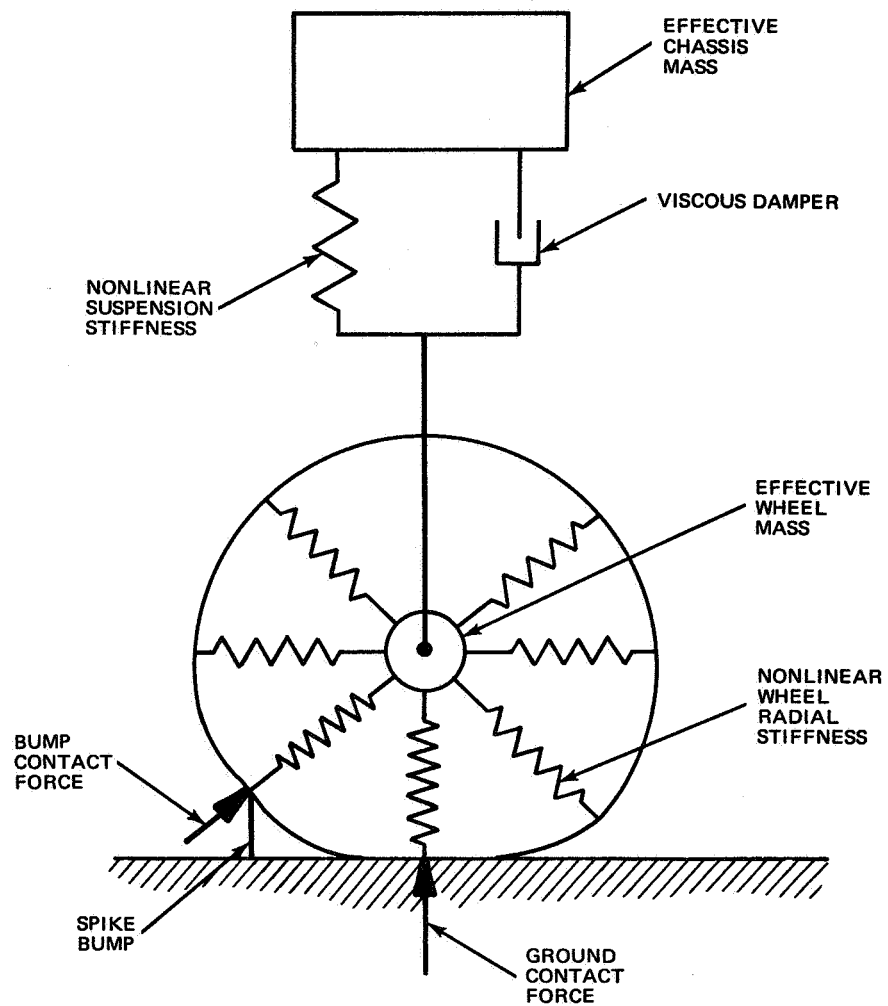 EFFECTIVE
CHASSIS
MASS
VISCOUS DAMPER
NONLINEAR
SUSPENSION
STIFFNESS
EFFECTIVE
WHEEL
MASS
NONLINEAR
WHEEL
RADIAL
STIFFNESS
BUMP
CONTACT
FORCE
SPIKE
BUMP
GROUND
CONTACT
FORCE